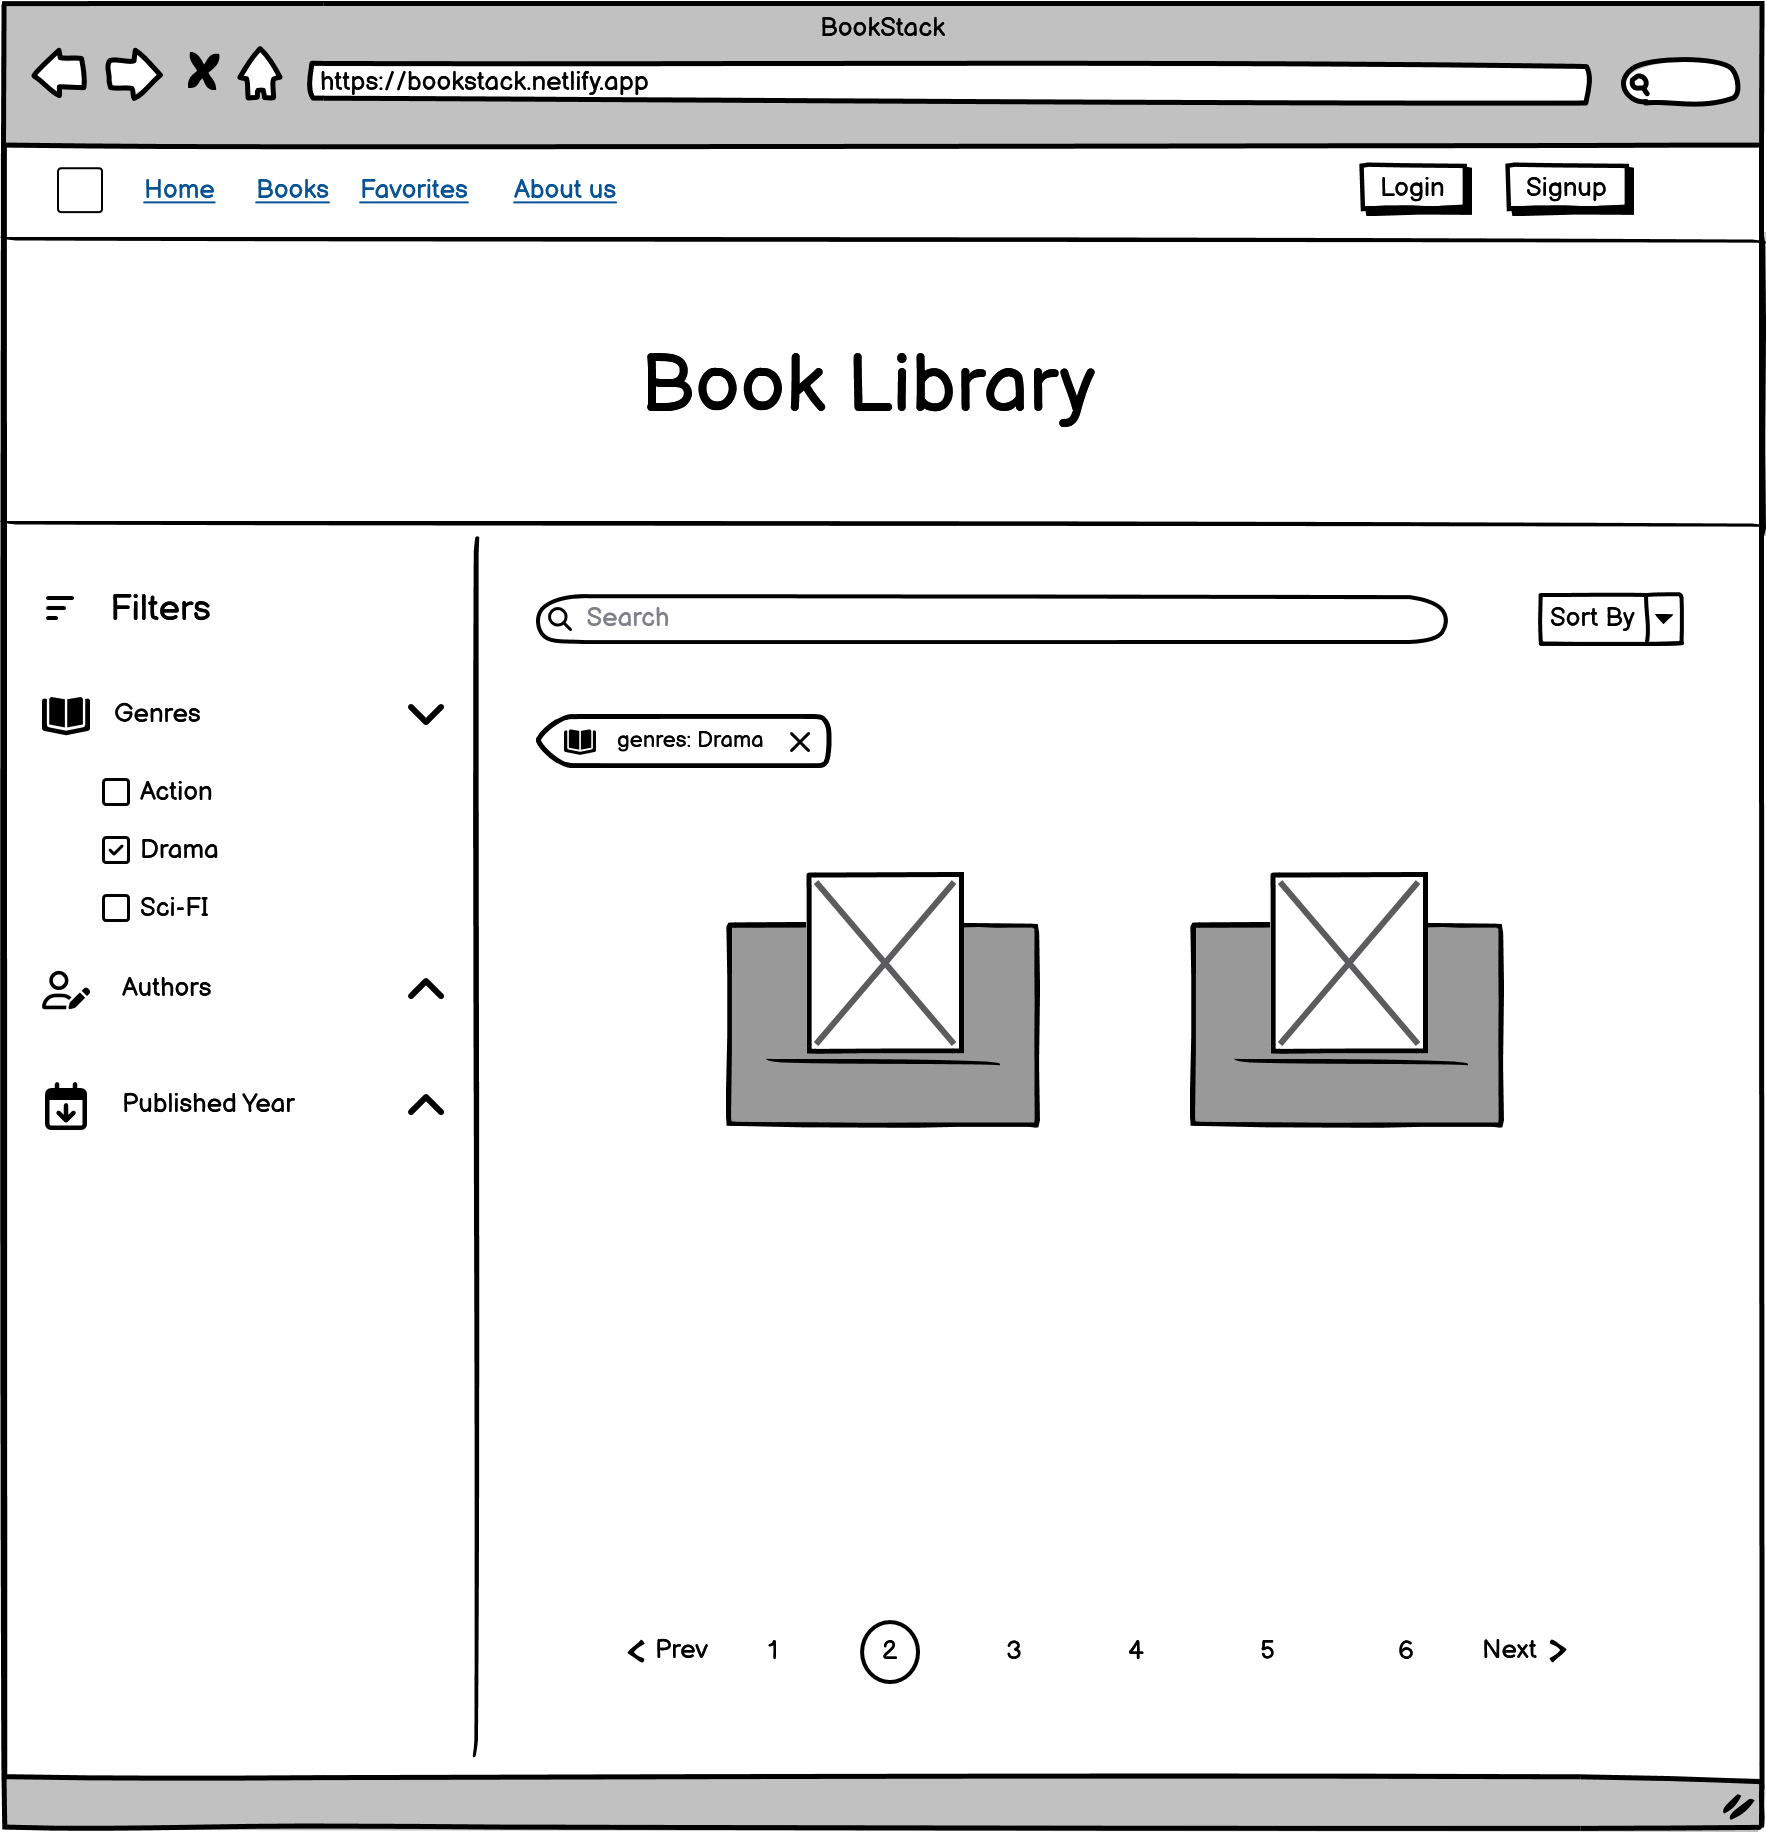 BookStack
https://bookstack.netlify.app
Home Books Favorites About us Login Signup
Book Library
Filters
Search
Sort By
Genres
genres: Drama
Action
Drama
Sci-FI
Authors
Published Year
Prev 1 2 3 4 5 6 Next